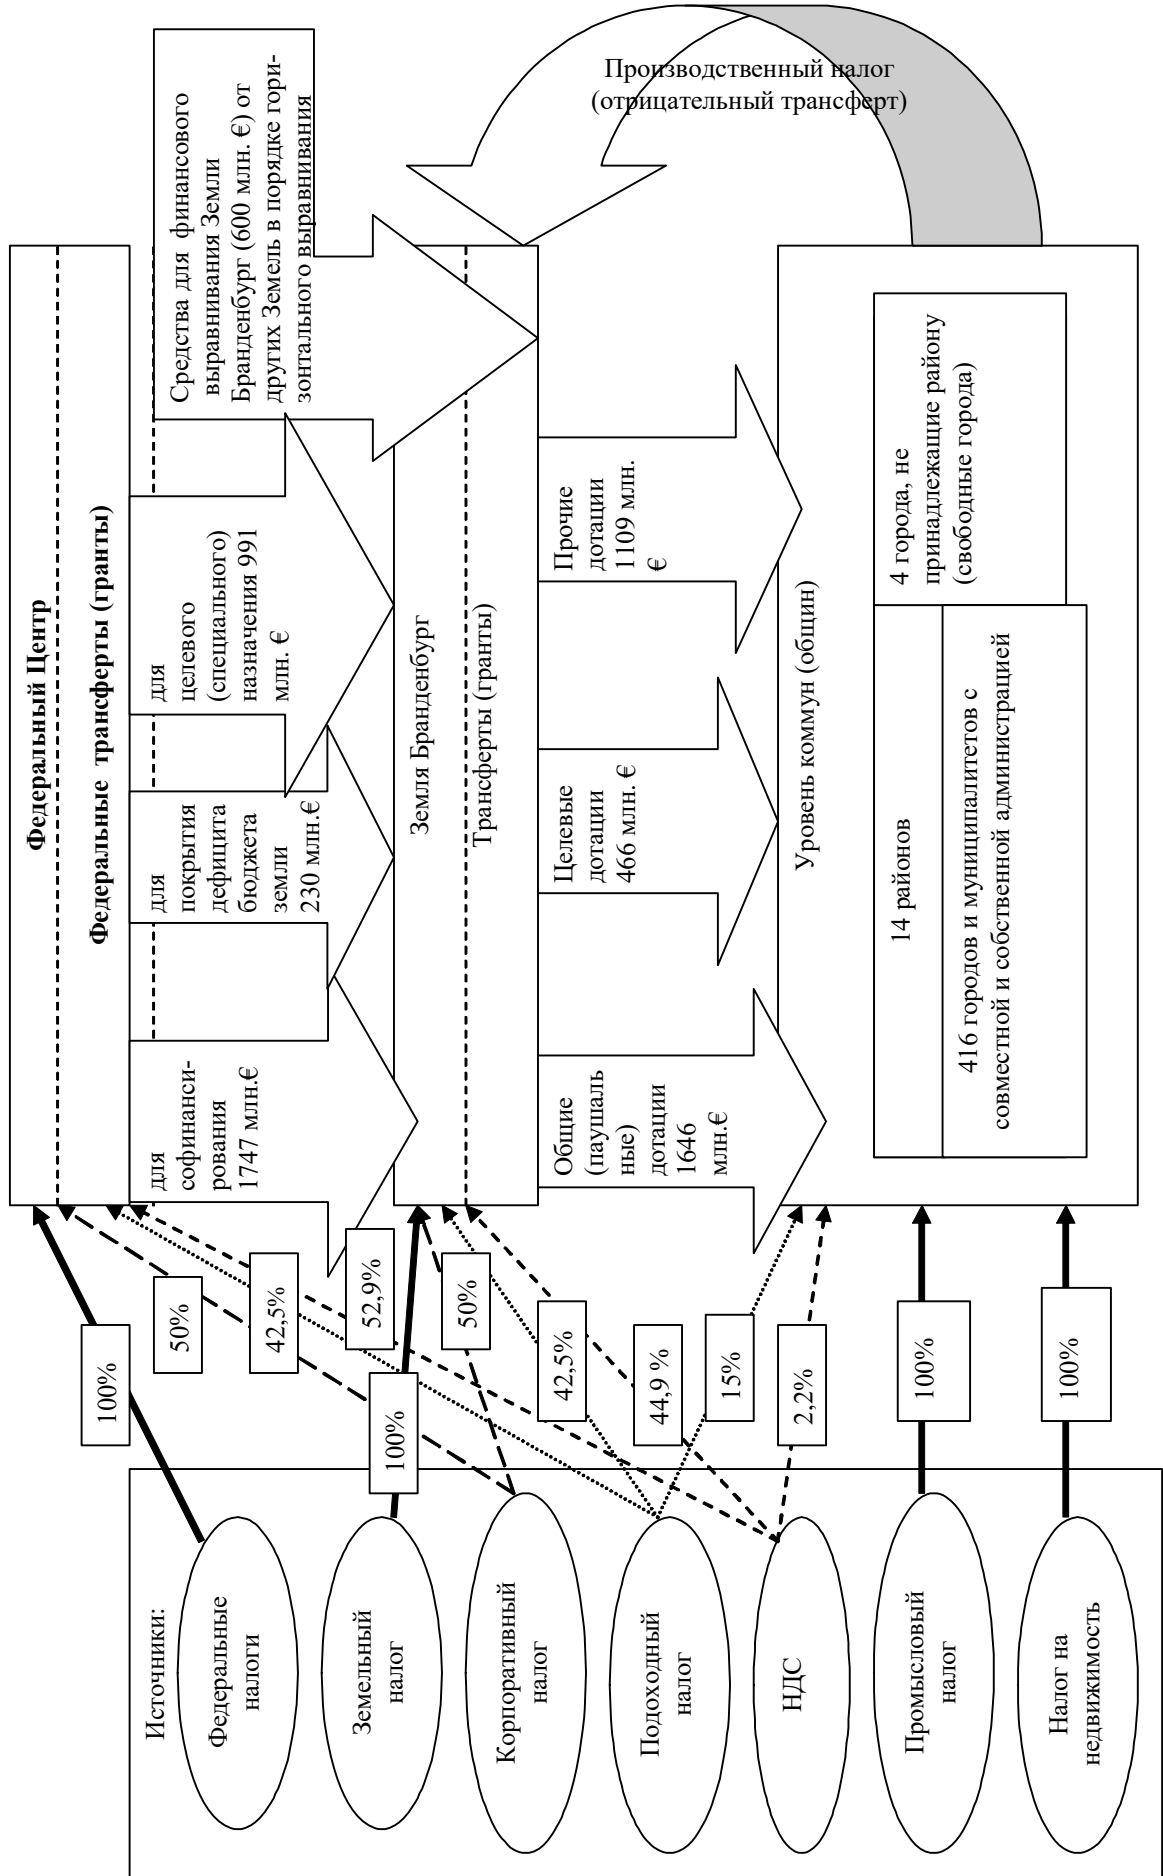 Источники:
Федеральные
налоги
Земельный
налог
Корпоративный
налог
Подоходный
налог
НДС
Промысловый
налог
Налог на
недвижимость
100%
50%
42,5%
52,9%
100%
50%
42,5%
44,9 %
15%
2,2%
100%
100%
Федеральный Центр
Федеральные трансферты (гранты)
для
софинанси-
рования
1747 млн.€
для
покрытия
дефицита
бюджета
земли
230 млн.€
для
целевого
(специального)
назначения 991
млн. €
Средства для финансового
выравнивания Земли
Бранденбург (600 млн. €) от
других Земель в порядке гори-
зонтального выравнивания
Земля Бранденбург
Трансферты (гранты)
Общие
(паушаль
ные)
дотации
1646
млн.€
Целевые
дотации
466 млн. €
Прочие
дотации
1109 млн.
€
Производственный налог
(отрицательный трансферт)
Уровень коммун (общин)
14 районов
416 городов и муниципалитетов с
совместной и собственной администрацией
4 города, не
принадлежащие району
(свободные города)